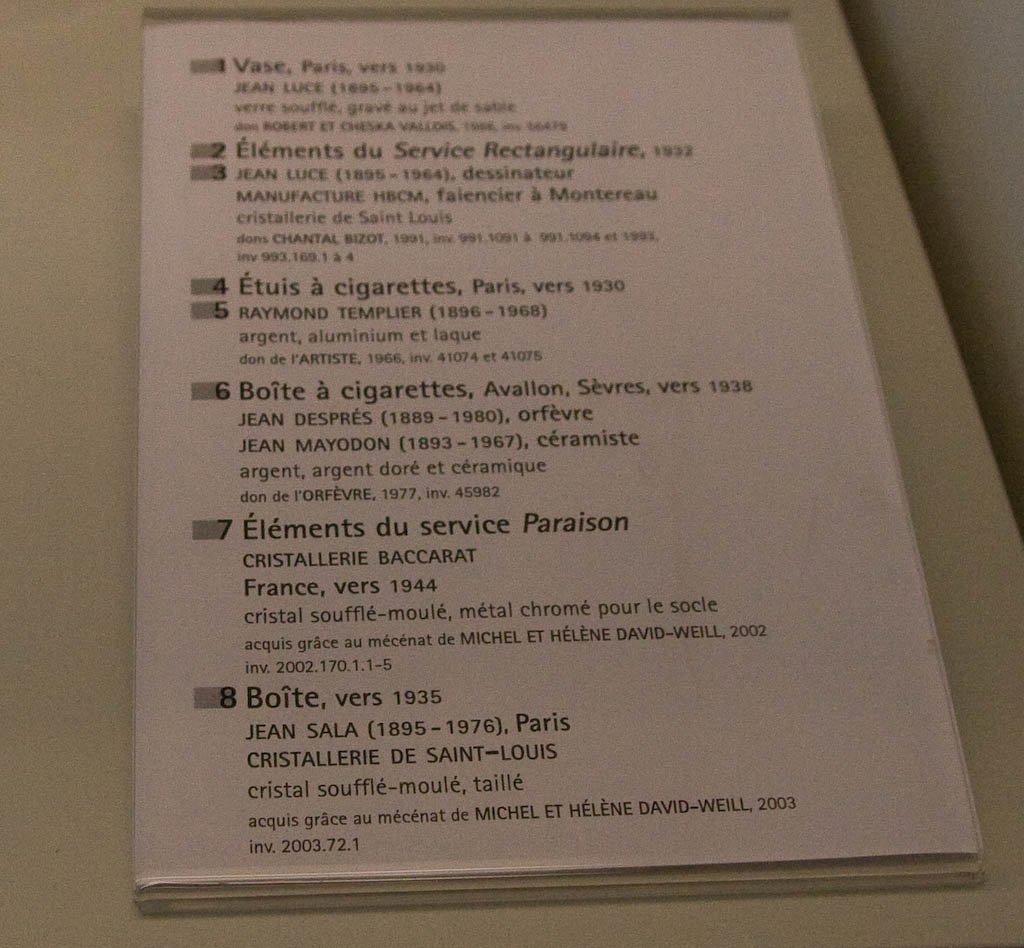 1 Vase, Paris, vers 1930
JEAN LUCE (1895-1964)
verre soufflé, gravé au jet de sable
don ROBERT ET CHESKA VALLOIS, 1986, inv.
2 Éléments du Service Rectangulaire, 1932
3 JEAN LUCE (1895-1964), dessinateur
MANUFACTURE HBCM, faïencier à Montereau
cristallerie de Saint Louis
dons CHANTAL BIZOT, 1991, inv. 991.1091 à 991.1094 et 1993,
inv 993.169.1 à 4
4 Étuis à cigarettes, Paris, vers 1930
5 RAYMOND TEMPLIER (1896-1968)
argent, aluminium et laque
don de l'ARTISTE, 1966, inv. 41074 et 41075
6 Boîte à cigarettes, Avallon, Sèvres, vers 1938
JEAN DESPRÉS (1889-1980), orfèvre
JEAN MAYODON (1893-1967), céramiste
argent, argent doré et céramique
don de l'ORFÈVRE, 1977, inv. 45982
7 Éléments du service Paraison
CRISTALLERIE BACCARAT
France, vers 1944
cristal soufflé-moulé, métal chromé pour le socle
acquis grâce au mécénat de MICHEL ET HÉLÈNE DAVID-WEILL, 2002
inv. 2002.170.1.1-5
8 Boîte, vers 1935
JEAN SALA (1895-1976), Paris
CRISTALLERIE DE SAINT-LOUIS
cristal soufflé-moulé, taillé
acquis grâce au mécénat de MICHEL ET HÉLÈNE DAVID-WEILL, 2003
inv. 2003.72.1